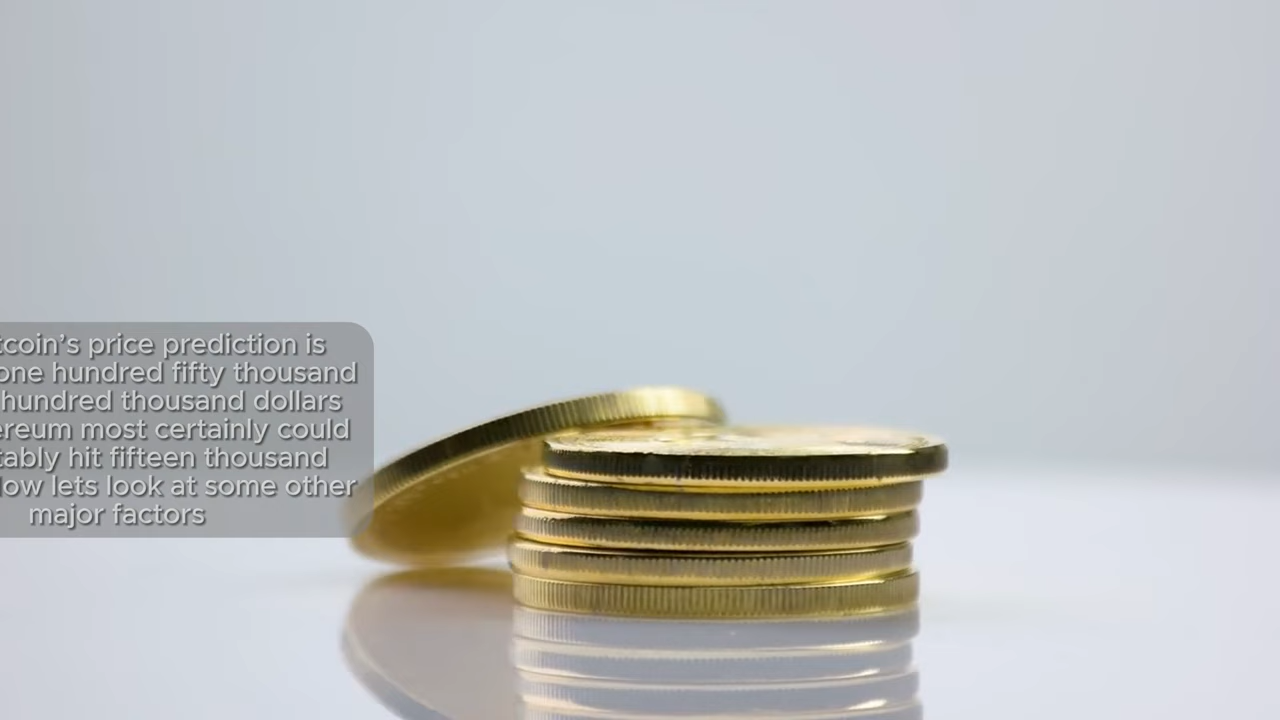 tcoin’s price prediction is
one hundred fifty thousand
hundred thousand dollars
ereum most certainly could
tably hit fifteen thousand
low lets look at some other
major factors